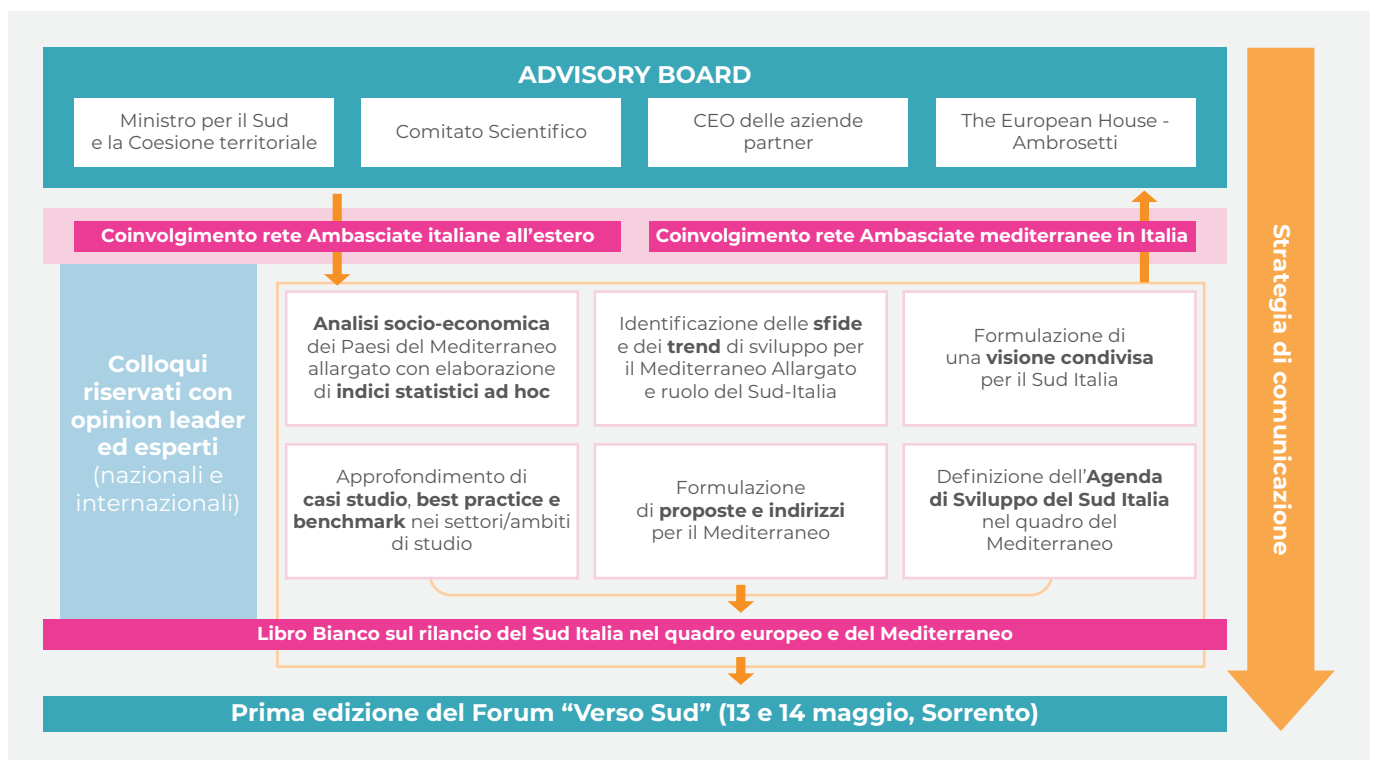 ADVISORY BOARD
Ministro per il Sud
e la Coesione territoriale
Comitato Scientifico
CEO delle aziende
partner
The European House -
Ambrosetti
Coinvolgimento rete Ambasciate italiane all’estero
Coinvolgimento rete Ambasciate mediterranee in Italia
Colloqui
riservati con
opinion leader
ed esperti
(nazionali e
internazionali)
Analisi socio-economica
dei Paesi del Mediterraneo
allargato con elaborazione
di indici statistici ad hoc
Identificazione delle sfide
e dei trend di sviluppo per
il Mediterraneo Allargato
e ruolo del Sud-Italia
Formulazione di
una visione condivisa
per il Sud Italia
Approfondimento di
casi studio, best practice e
benchmark nei settori/ambiti
di studio
Formulazione
di proposte e indirizzi
per il Mediterraneo
Definizione dell’Agenda
di Sviluppo del Sud Italia
nel quadro del
Mediterraneo
Libro Bianco sul rilancio del Sud Italia nel quadro europeo e del Mediterraneo
Prima edizione del Forum “Verso Sud” (13 e 14 maggio, Sorrento)
Strategia di comunicazione